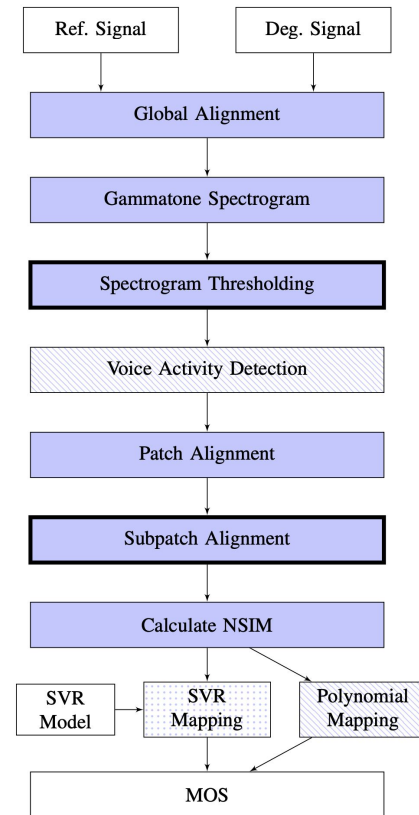 Ref. Signal
Deg. Signal
Global Alignment
Gammatone Spectrogram
Spectrogram Thresholding
Voice Activity Detection
Patch Alignment
Subpatch Alignment
Calculate NSIM
SVR
Model
SVR
Mapping
Polynomial
Mapping
MOS